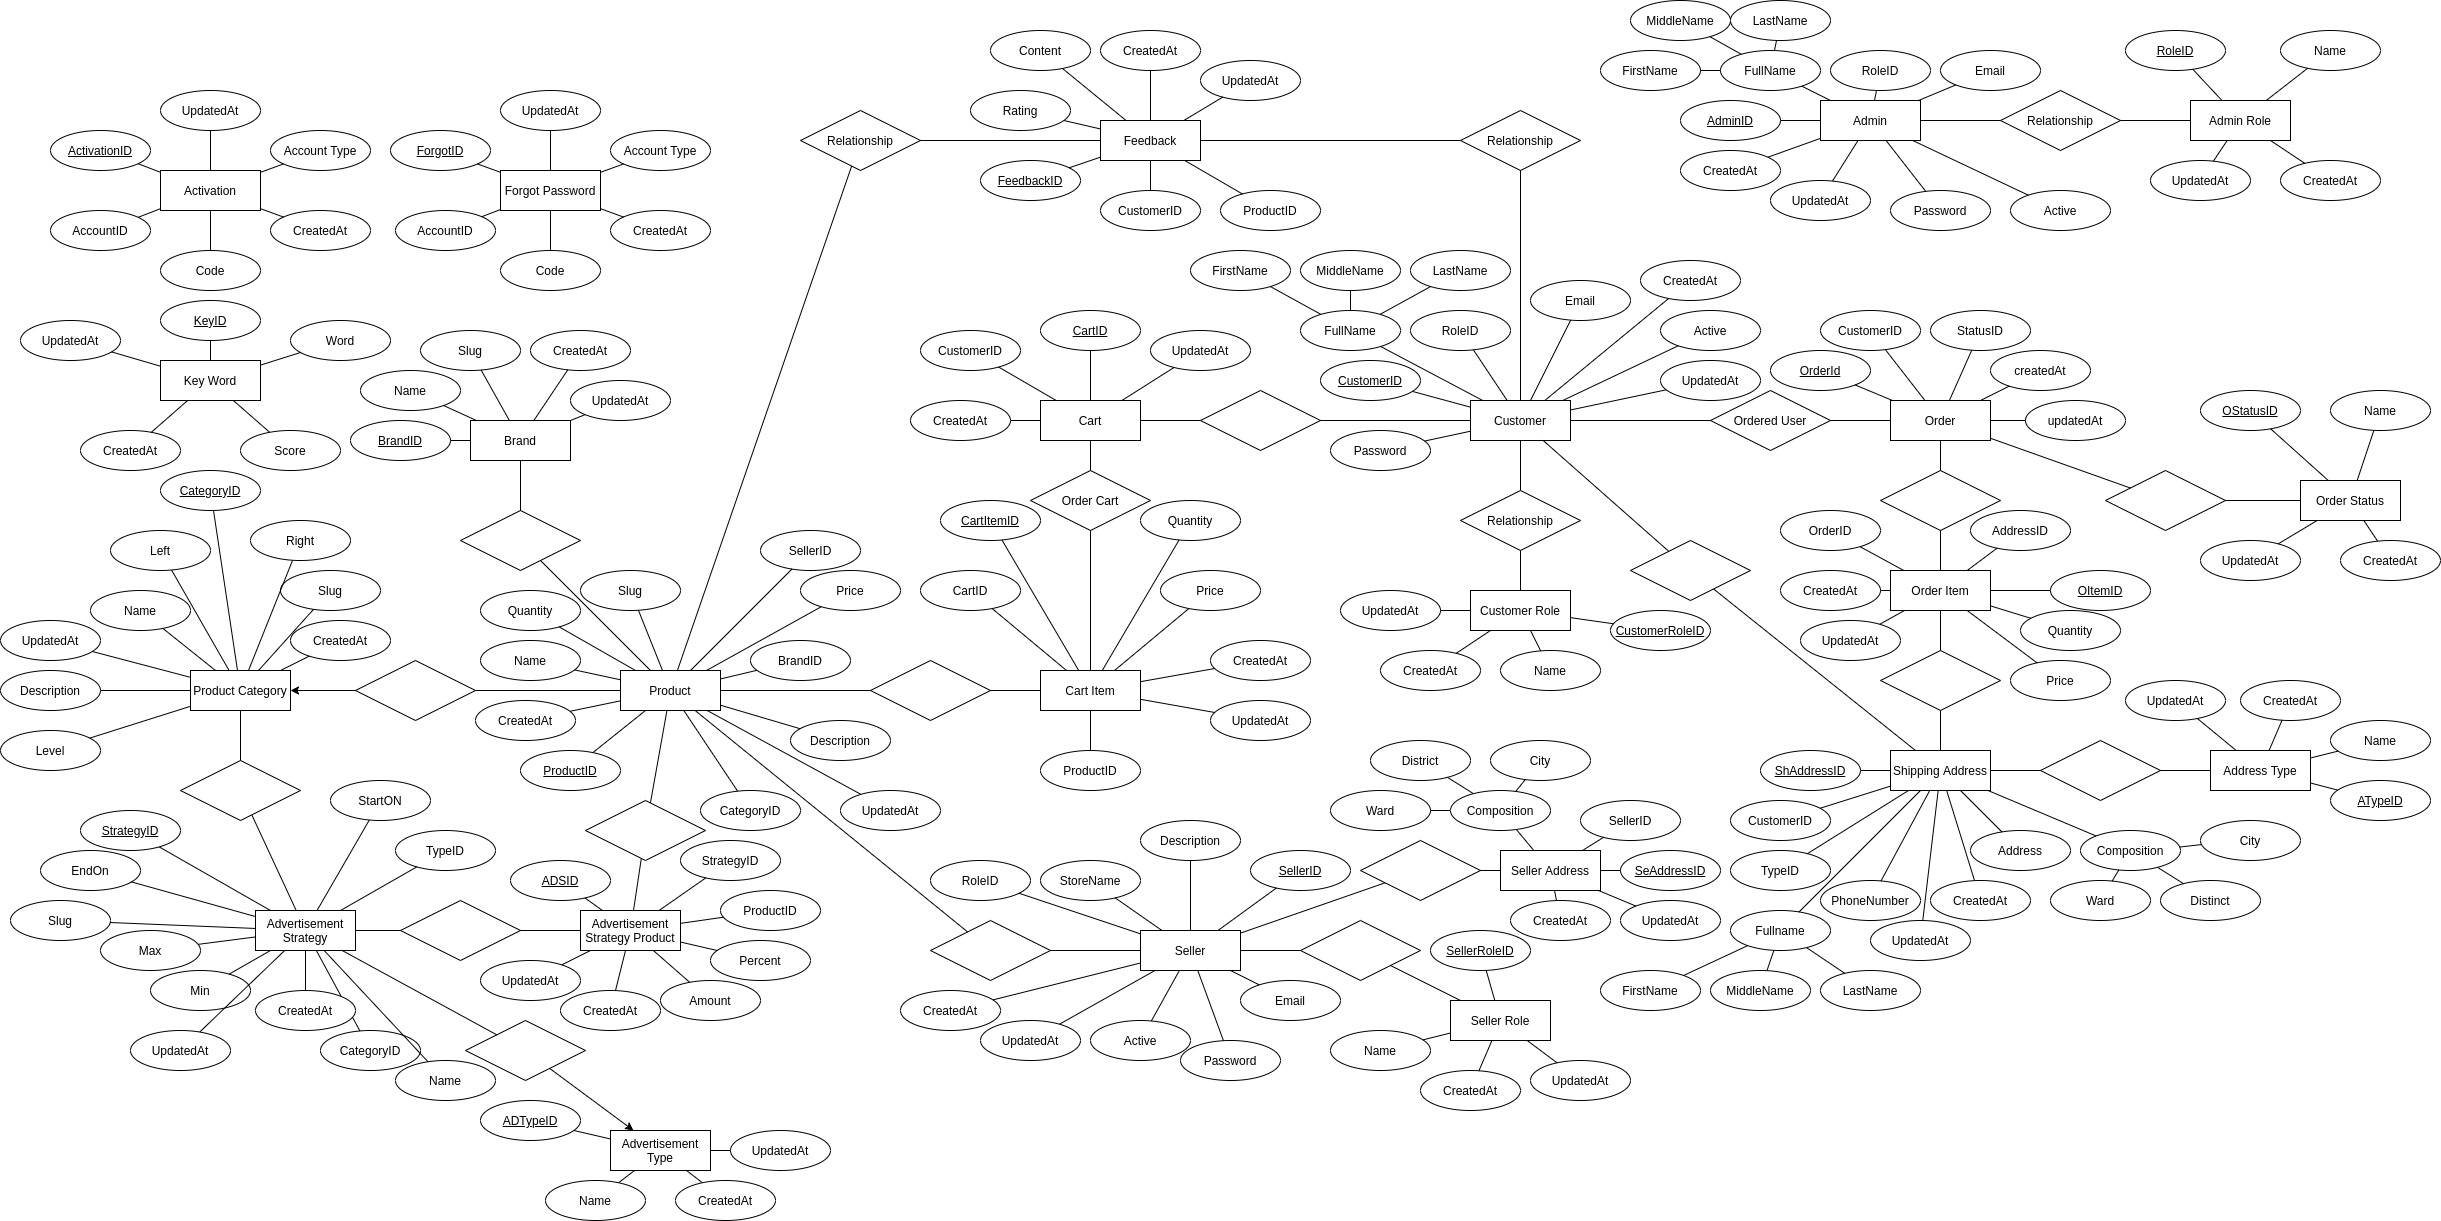 MiddleName
LastName
FirstName
FullName
RoleID
Email
AdminID
Admin
CreatedAt
UpdatedAt
Password
Active
Relationship
RoleID
Name
Admin Role
UpdatedAt
CreatedAt
Content
CreatedAt
UpdatedAt
Rating
Relationship
Feedback
Relationship
FeedbackID
CustomerID
ProductID
UpdatedAt
ActivationID
Account Type
Activation
AccountID
CreatedAt
Code
UpdatedAt
ForgotID
Account Type
Forgot Password
AccountID
CreatedAt
Code
KeyID
UpdatedAt
Word
Key Word
CreatedAt
Score
Slug
CreatedAt
Name
UpdatedAt
BrandID
Brand
CartID
CustomerID
UpdatedAt
CreatedAt
Cart
Order Cart
FirstName
MiddleName
LastName
FullName
RoleID
Email
CreatedAt
Active
CustomerID
UpdatedAt
Customer
Password
Ordered User
CustomerID
StatusID
OrderId
createdAt
Order
updatedAt
OStatusID
Name
Order Status
UpdatedAt
CreatedAt
Relationship
UpdatedAt
Customer Role
CustomerRoleID
CreatedAt
Name
OrderID
AddressID
CreatedAt
Order Item
OItemID
UpdatedAt
Quantity
Price
CategoryID
Left
Right
Name
Slug
UpdatedAt
CreatedAt
Description
Product Category
Level
SellerID
Slug
Price
Quantity
Name
BrandID
Product
CreatedAt
Description
ProductID
CategoryID
UpdatedAt
CartItemID
Quantity
CartID
Price
CreatedAt
Cart Item
UpdatedAt
ProductID
ShAddressID
Shipping Address
CustomerID
TypeID
PhoneNumber
CreatedAt
Address
Composition
City
Ward
Distinct
Fullname
UpdatedAt
FirstName
MiddleName
LastName
UpdatedAt
CreatedAt
Name
Address Type
ATypeID
StartON
StrategyID
TypeID
EndOn
Slug
Advertisement
Strategy
Max
Min
CreatedAt
UpdatedAt
CategoryID
Name
ADSID
StrategyID
ProductID
Advertisement
Strategy Product
Percent
UpdatedAt
CreatedAt
Amount
ADTypeID
Advertisement
Type
UpdatedAt
Name
CreatedAt
Description
RoleID
StoreName
SellerID
Seller
CreatedAt
Email
UpdatedAt
Active
Password
District
City
Ward
Composition
SellerID
Seller Address
SeAddressID
CreatedAt
UpdatedAt
SellerRoleID
Seller Role
Name
CreatedAt
UpdatedAt